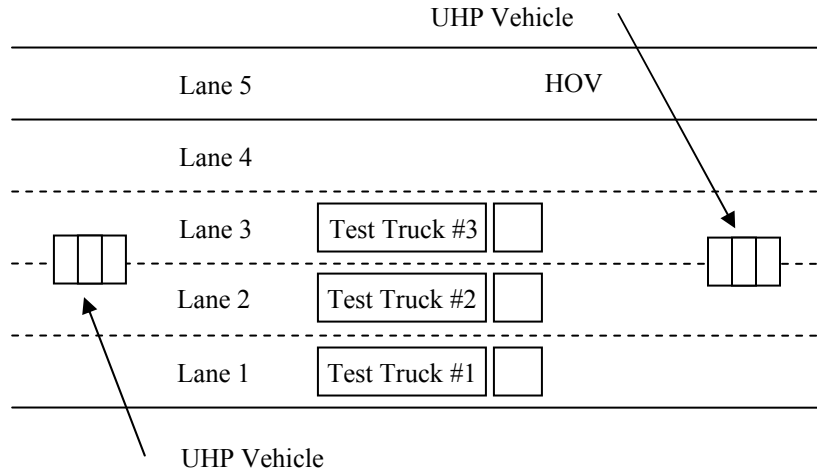 UHP Vehicle
Lane 5
HOV
Lane 4
Lane 3
Test Truck #3
Lane 2
Test Truck #2
Lane 1
Test Truck #1
UHP Vehicle